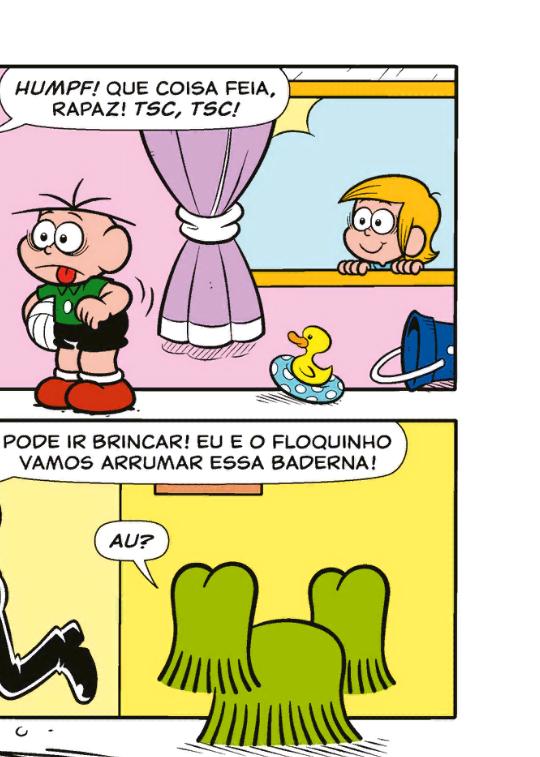 HUMPF! QUE COISA FEIA,
RAPAZ! TSC, TSC!
PODE IR BRINCAR! EU E O FLOQUINHO
VAMOS ARRUMAR ESSA BADERNA!
AU?